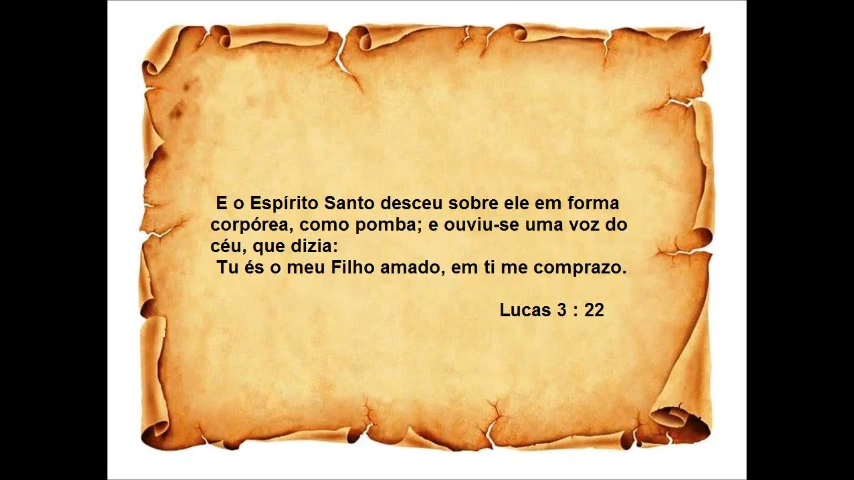 E o Espírito Santo desceu sobre ele em forma
corpórea, como pomba; e ouviu-se uma voz do
céu, que dizia:
Tu és o meu Filho amado, em ti me comprazo.
Lucas 3 : 22